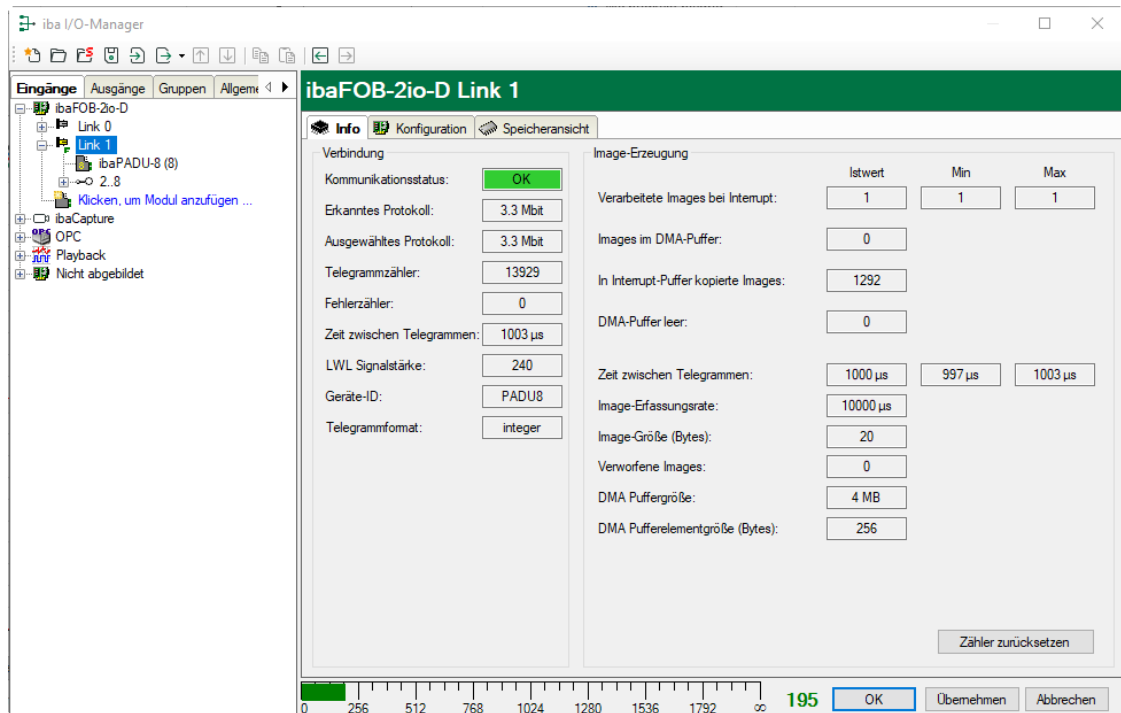 iba I/O-Manager
Eingänge Ausgänge Gruppen Allgeme
ibaFOB-2io-D
Link 0
Link 1
ibaPADU-8 (8)
2..8
Klicken, um Modul anzufügen ...
ibaCapture
OPC
Playback
Nicht abgebildet
ibaFOB-2io-D Link 1
Info Konfiguration Speicheransicht
Verbindung
Kommunikationsstatus: OK
Erkanntes Protokoll: 3.3 Mbit
Ausgewähltes Protokoll: 3.3 Mbit
Telegrammzähler: 13929
Fehlerzähler: 0
Zeit zwischen Telegrammen: 1003 µs
LWL Signalstärke: 240
Geräte-ID: PADU8
Telegrammformat: integer
Image-Erzeugung
Istwert Min Max
Verarbeitete Images bei Interrupt: 1 1 1
Images im DMA-Puffer: 0
In Interrupt-Puffer kopierte Images: 1292
DMA-Puffer leer: 0
Zeit zwischen Telegrammen: 1000 µs 997 µs 1003 µs
Image-Erfassungsrate: 10000 µs
Image-Größe (Bytes): 20
Verworfene Images: 0
DMA Puffergröße: 4 MB
DMA Pufferelementgröße (Bytes): 256
Zähler zurücksetzen
0 256 512 768 1024 1280 1536 1792 ∞ 195 OK Übernehmen Abbrechen